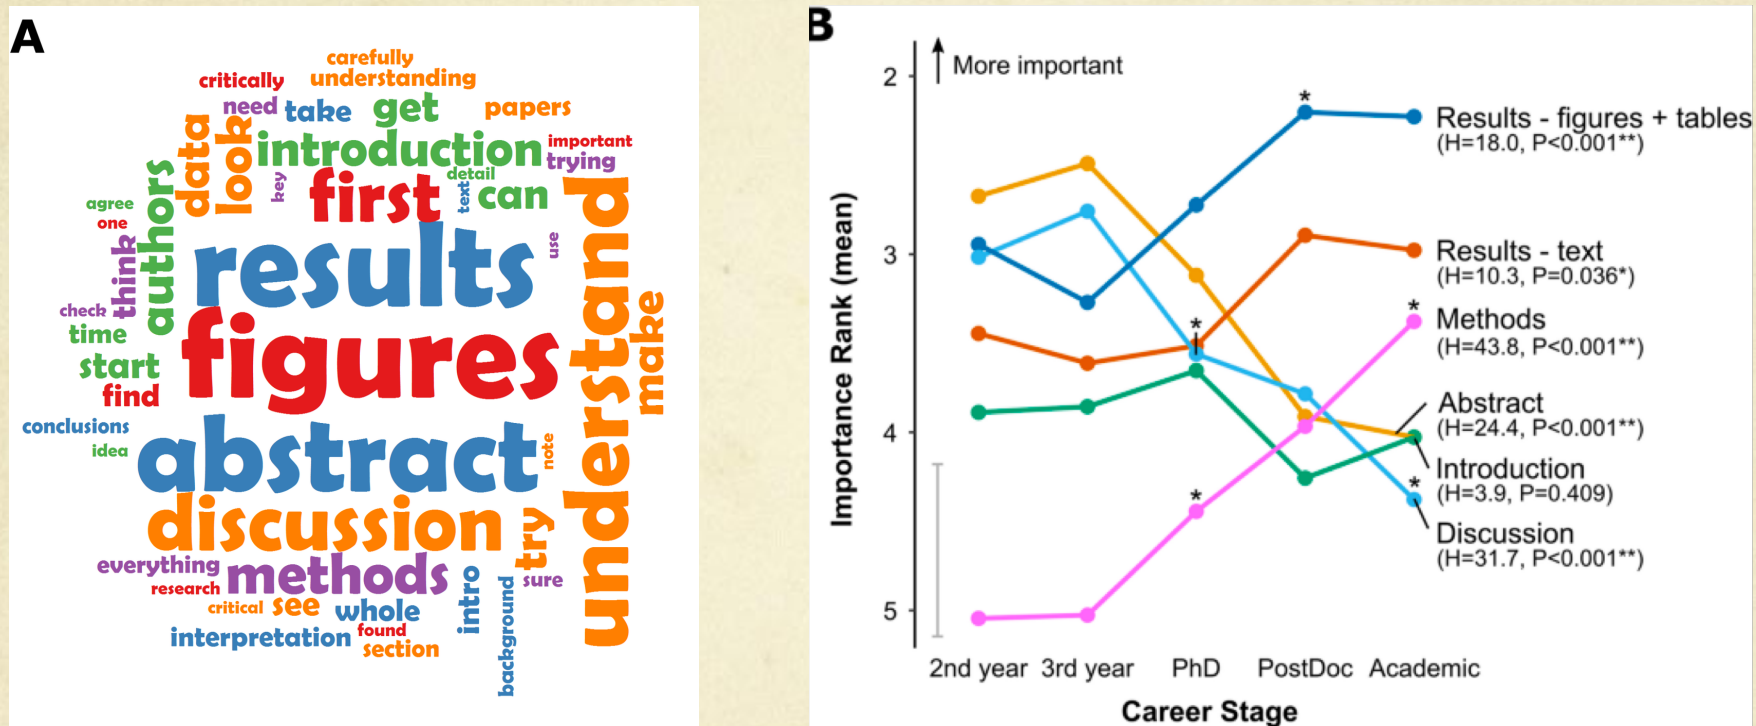 A
carefully
critically understanding
need take get papers
data look introduction important
trying
authors key first text detail can
agree
one
think results use understand
check figures make
time
start
find
conclusions abstract note
idea
discussion try
everything methods intro background sure
research
critical see whole
interpretation found
section
B
More important
2
3
4
5
Importance Rank (mean)
*
Results - figures + tables
(H=18.0, P<0.001**)
Results - text
(H=10.3, P=0.036*)
*
Methods
(H=43.8, P<0.001**)
*
Abstract
(H=24.4, P<0.001**)
Introduction
(H=3.9, P=0.409)
*
*
Discussion
(H=31.7, P<0.001**)
2nd year 3rd year PhD PostDoc Academic
Career Stage